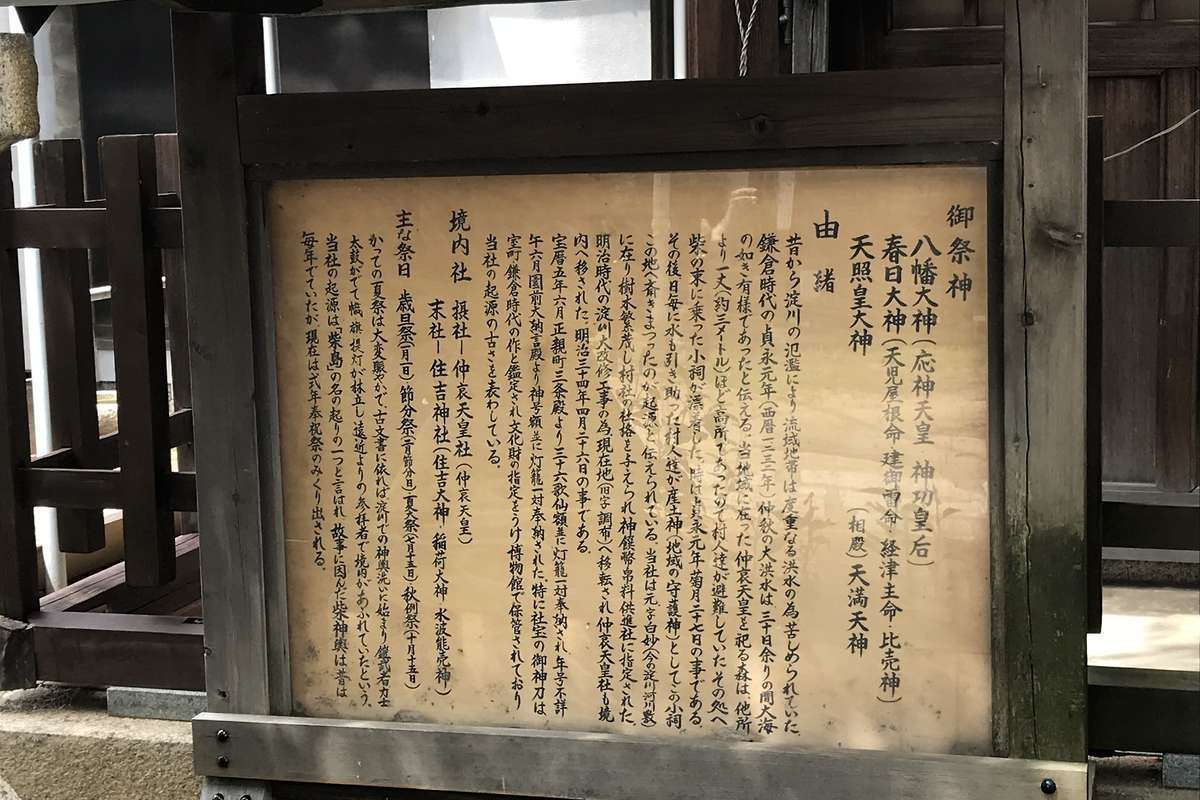 御祭神
八幡大神(応神天皇 神功皇后)
春日大神(天児屋根命・建御雷命・経津主命・比売神)
天照皇大神 (相殿)天満天神
由緒
昔から淀川の氾濫により流域地帯は度重なる洪水の為苦しめられていた。
鎌倉時代の貞永元年(西暦一二三二年)仲秋の大洪水は二十日余りの間大海
の如き有様であったと伝える。当地域に在った仲哀天皇を祀る森は、他所
より一丈(約三メートル)ほど高所であったので村人達が避難していた。その処へ
柴の束に乗った小祠が漂着した。時は貞永元年菊月二十七日の事である。
その後日毎に水も引き助った村人達が産土神(地域の守護神)としてこの小祠
この地へ斎きまつったのが起源と伝えられている。当社は元、字白妙(今の淀川河川敷)
に在り樹木繁茂し村社の社格を与えられ神饌幣帛料供進社に指定された。
明治時代の淀川大改修工事の為、現在地(旧字調布)へ移転され仲哀天皇社も境
内へ移された。明治三十四年四月二十六日の事である。
宝暦五年六月正親町三条殿より三十六歌仙額並に灯籠一対奉納され、年号不詳
午六月園前大納言殿より神号額並に灯籠一対奉納された。特に社宝の御神刀は、
室町鎌倉時代の作と鑑定され文化財の指定をうけ博物館で保管されており
当社の起源の古さを表わしている。
境内社 摂社ー仲哀天皇社(仲哀天皇)
末社ー住吉神社(住吉大神・稲荷大神・水波能売神)
主な祭日 歳旦祭(一月一日)節分祭(二月節分日)夏大祭(七月十五日)秋例祭(十月十五日)
かつての夏祭は大変賑やかで、古文書に依れば淀川での神輿洗いに始まり鎧武者力士
太鼓がでて幟、旗、提灯が林立し遠近よりの参拝者で境内があふれていたという。
当社の起源は「柴島」の名の起りの一つと言われ、故事に因んだ柴神輿は昔は
毎年でていたが現在は式年奉祝祭のみくり出される。